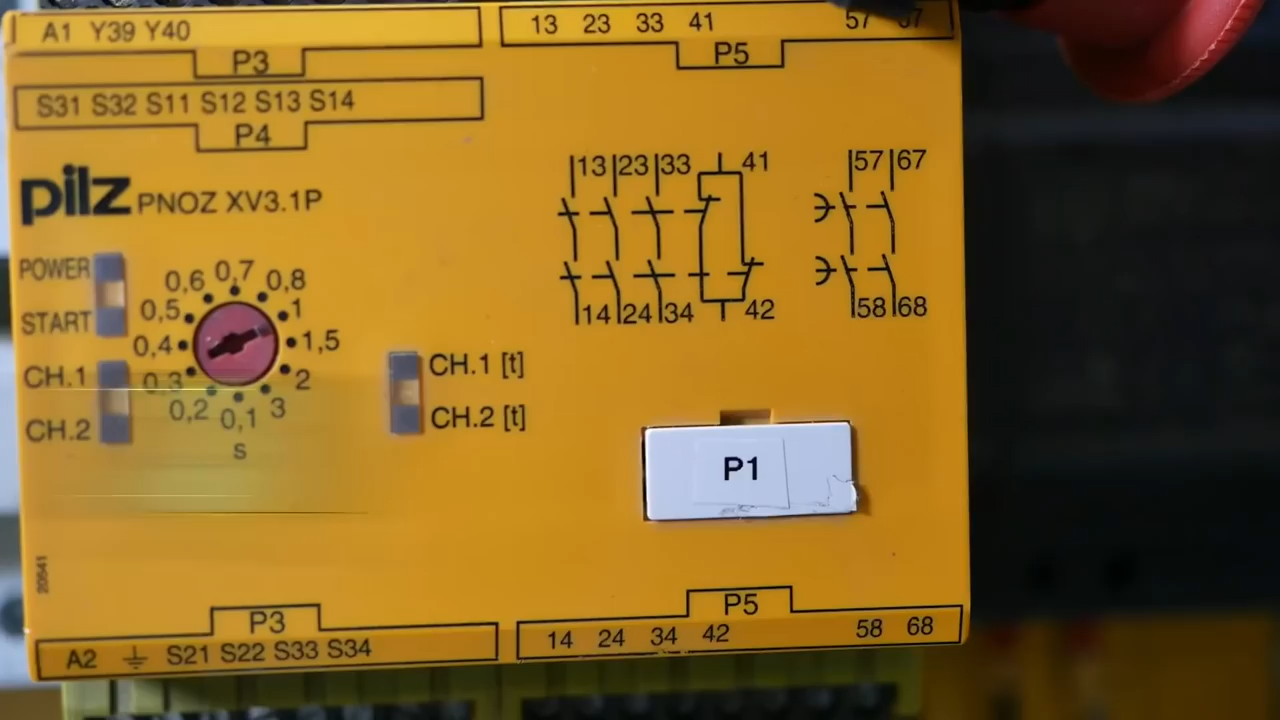 A1 Y39 Y40
P3
S31 S32 S11 S12 S13 S14
P4
13 23 33 41 57 67
P5
pilz PNOZ XV3.1P
POWER
START
CH.1
CH.2
0,6 0,7 0,8
0,5 1
0,4 1,5
0,3 2
0,2 0,1 3
s
CH.1 [t]
CH.2 [t]
13 23 33 41 57 67
14 24 34 42 58 68
P1
20541
P3
A2 S21 S22 S33 S34
P5
14 24 34 42 58 68